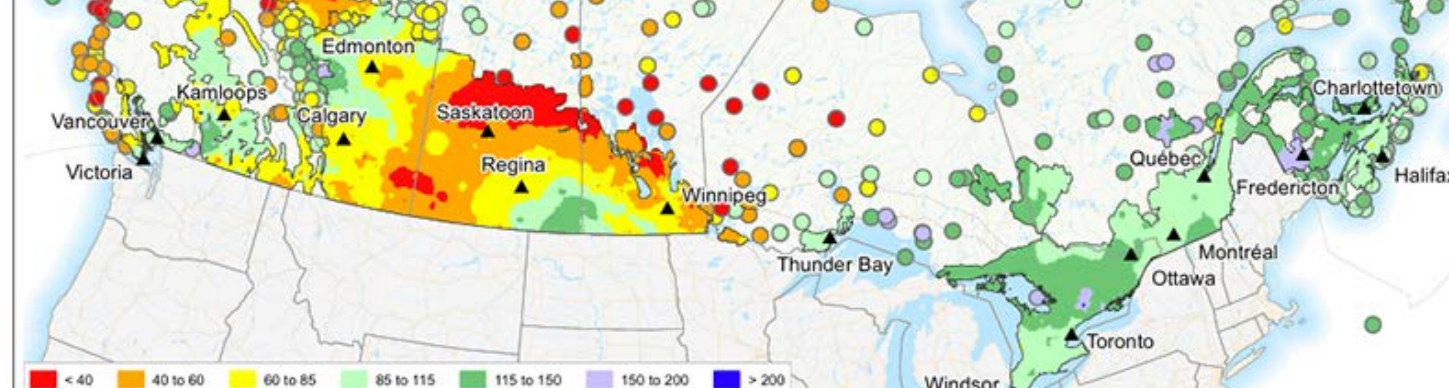 Edmonton
Kamloops
Calgary
Saskatoon
Charlottetown
Vancouver
Victoria
Regina
Winnipeg
Québec
Fredericton
Halifax
Thunder Bay
Montréal
Ottawa
Toronto
Windsor
< 40 40 to 60 60 to 85 85 to 115 115 to 150 150 to 200 > 200